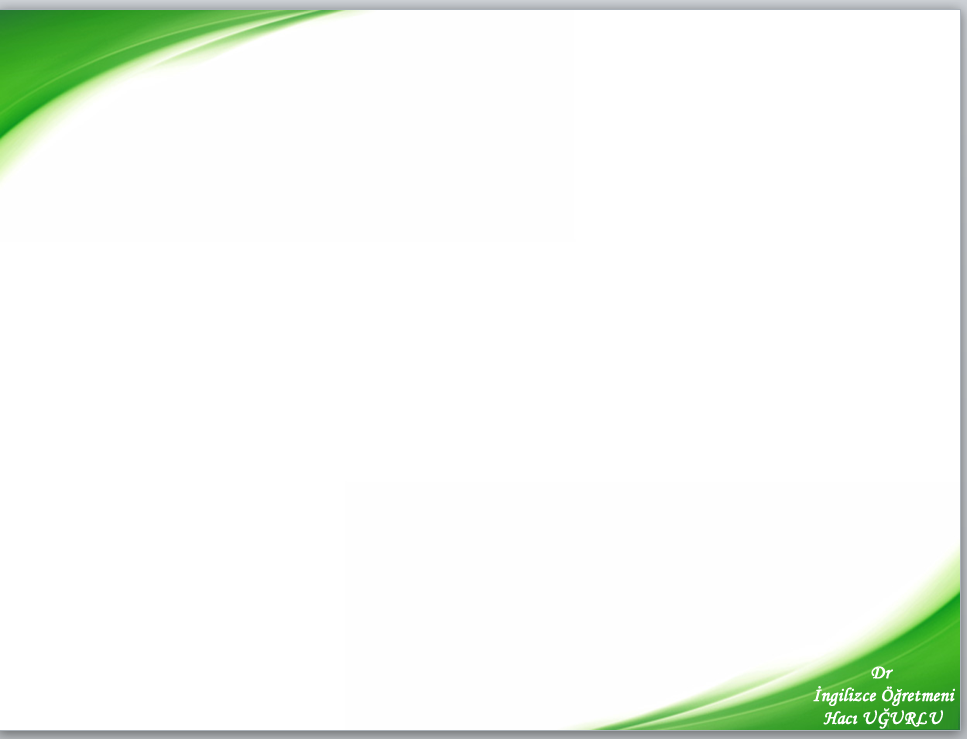 Dr
İngilizce Öğretmeni
Hacı UĞURLU